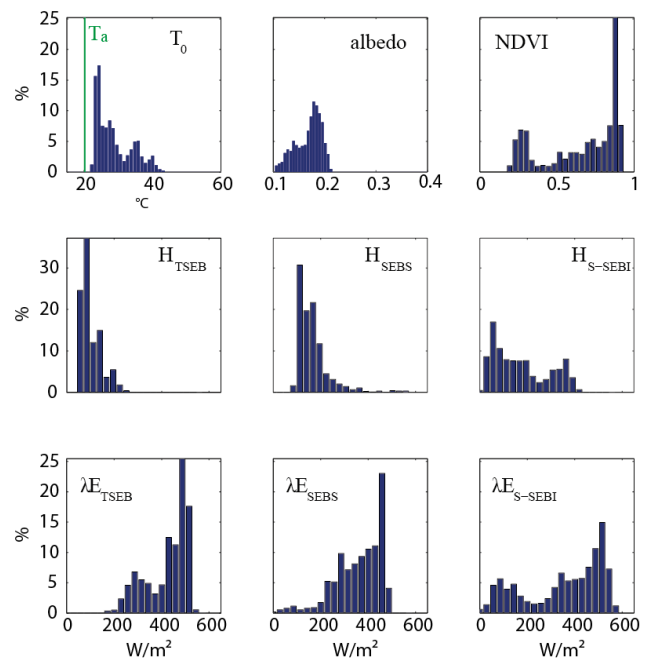 %
25
20
15
10
5
0
Ta
T0
20
40
60
°C
albedo
0.1
0.2
0.3
0.4
NDVI
0
0.5
1
%
30
20
10
0
HTSEB
HSEBS
HS−SEBI
%
25
20
15
10
5
0
λETSEB
0
200
400
600
W/m²
λESEBS
0
200
400
600
W/m²
λES−SEBI
0
200
400
600
W/m²